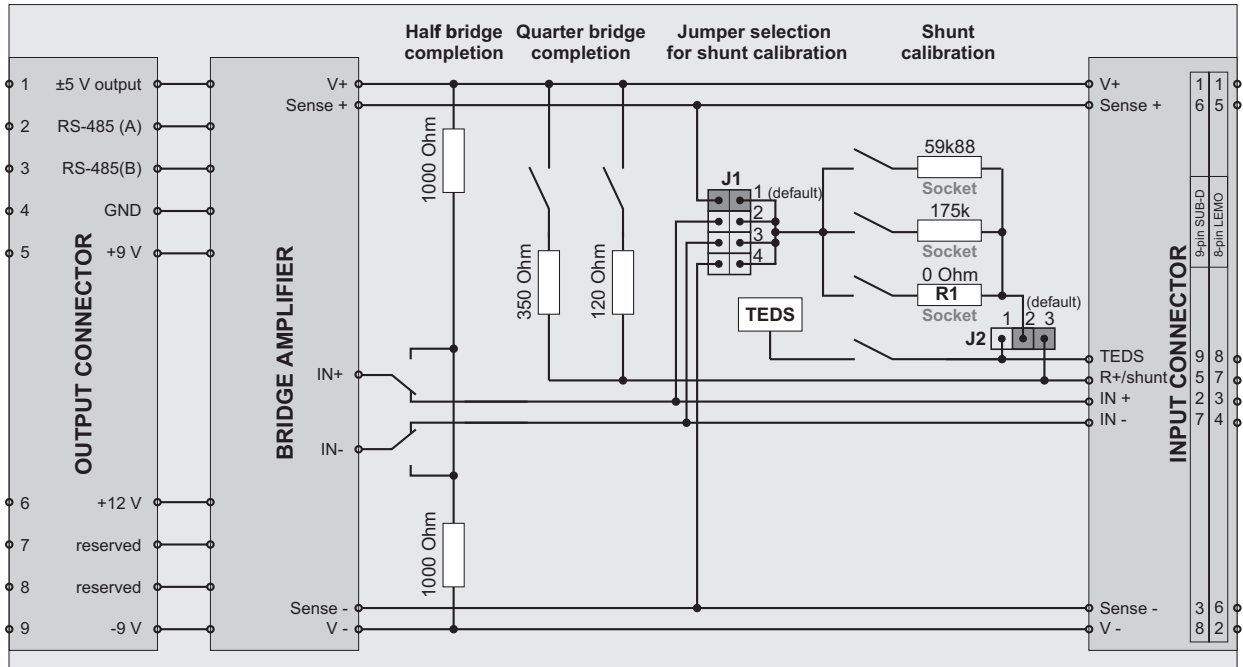 Half bridge completion
Quarter bridge completion
Jumper selection for shunt calibration
Shunt calibration
OUTPUT CONNECTOR
1 ±5 V output
2 RS-485 (A)
3 RS-485(B)
4 GND
5 +9 V
6 +12 V
7 reserved
8 reserved
9 -9 V
BRIDGE AMPLIFIER
V+
Sense +
IN+
IN-
Sense -
V -
1000 Ohm
1000 Ohm
350 Ohm
120 Ohm
J1
1 (default)
2
3
4
59k88
Socket
175k
Socket
0 Ohm
R1
Socket
TEDS
(default)
J2 1 2 3
INPUT CONNECTOR
9-pin SUB-D
8-pin LEMO
V+ 1 1
Sense + 6 5
TEDS 9 8
R+/shunt 5 7
IN + 2 3
IN - 7 4
Sense - 3 6
V - 8 2